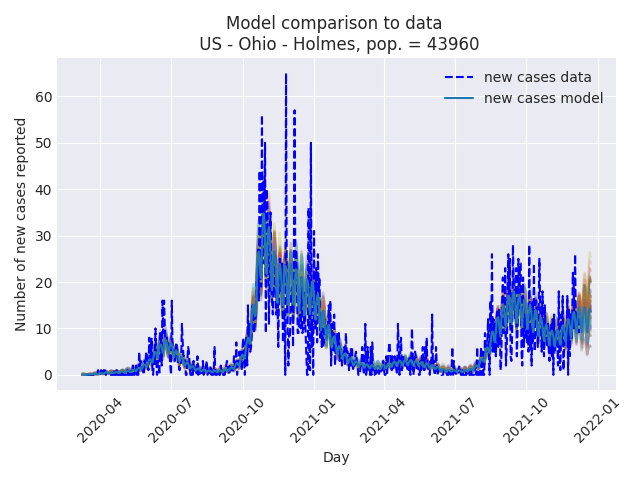 Model comparison to data
US - Ohio - Holmes, pop. = 43960
new cases data
new cases model
Number of new cases reported
60
50
40
30
20
10
0
2020-04
2020-07
2020-10
2021-01
2021-04
2021-07
2021-10
2022-01
Day